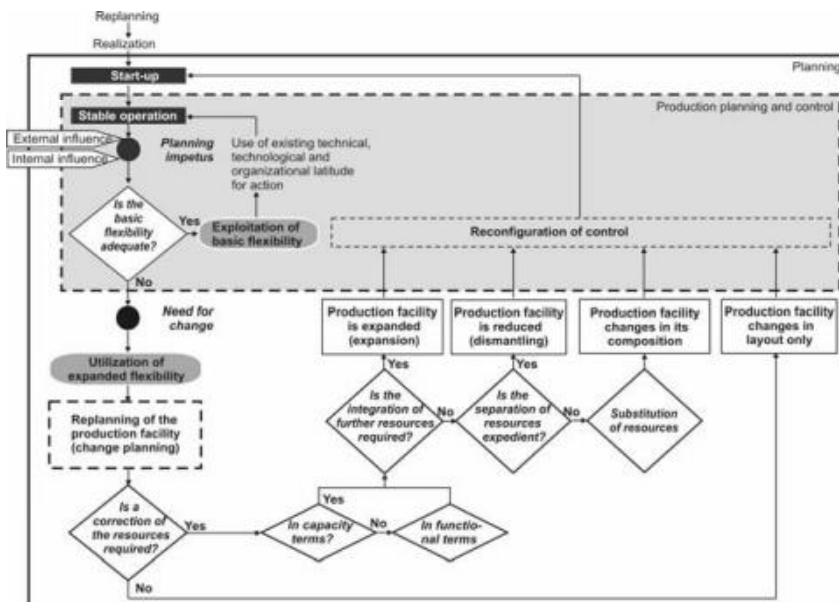 Replanning
Realization
Planning
Start-up
Production planning and control
Stable operation
External influence
Internal influence
Planning
impetus
Use of existing technical,
technological and
organizational latitude
for action
Is the
basic
flexibility
adequate?
Yes
Exploitation of
basic flexibility
Reconfiguration of control
No
Need for
change
Production facility
is expanded
(expansion)
Production facility
is reduced
(dismantling)
Production facility
changes in its
composition
Production facility
changes in
layout only
Utilization of
expanded flexibility
Yes
Yes
Replanning of the
production facility
(change planning)
Is the
integration of
further resources
required?
No
Is the
separation of
resources
expedient?
No
Substitution
of resources
Is a
correction of
the resources
required?
Yes
In capacity
terms?
Yes
No
In functio-
nal terms
No